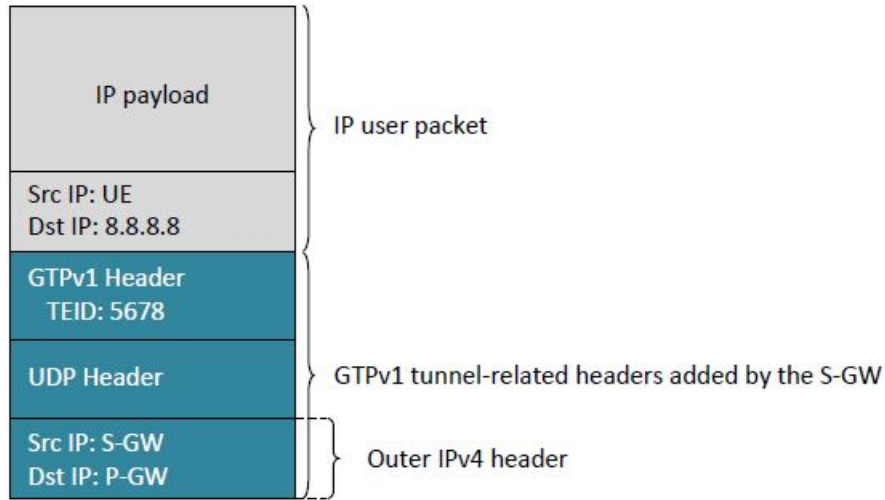 IP payload
IP user packet
Src IP: UE
Dst IP: 8.8.8.8
GTPv1 Header
TEID: 5678
UDP Header
GTPv1 tunnel-related headers added by the S-GW
Src IP: S-GW
Dst IP: P-GW
Outer IPv4 header